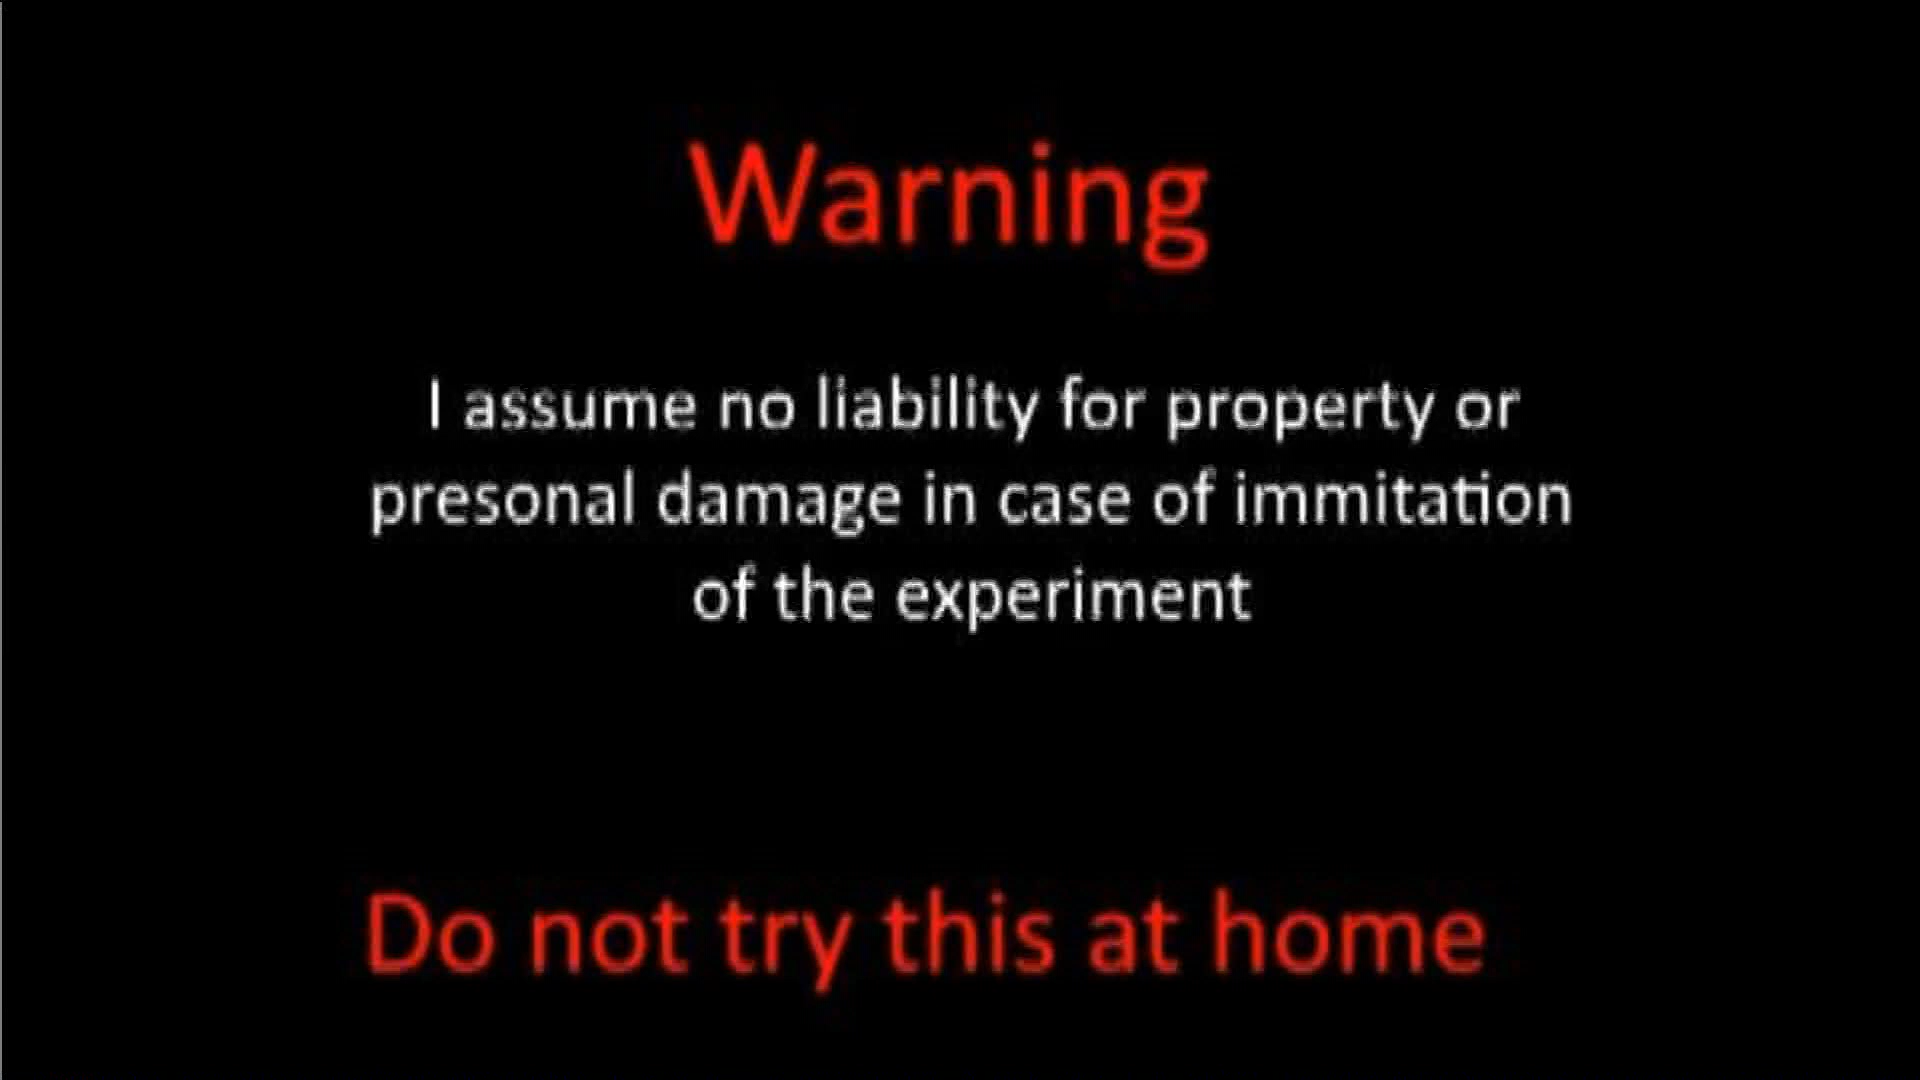 Warning
I assume no liability for property or
presonal damage in case of immitation
of the experiment
Do not try this at home